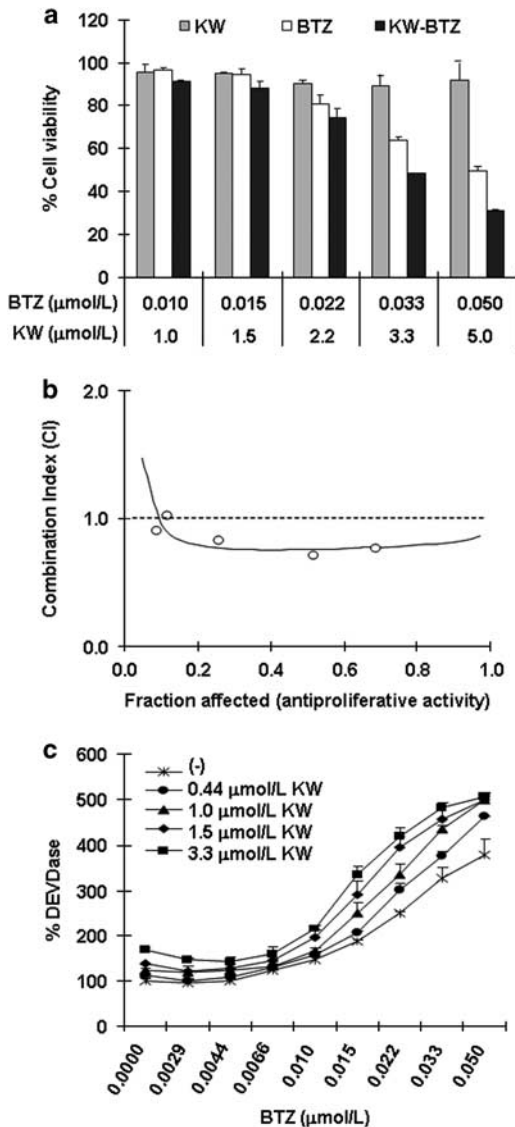 a
KW BTZ KW-BTZ
120
100
80
60
40
20
0
% Cell viability
BTZ (μmol/L) 0.010 0.015 0.022 0.033 0.050
KW (μmol/L) 1.0 1.5 2.2 3.3 5.0
b
2.0
1.0
0.0
Combination Index (CI)
0.0 0.2 0.4 0.6 0.8 1.0
Fraction affected (antiproliferative activity)
c
600
500
400
300
200
100
0
% DEVDase
(-)
0.44 μmol/L KW
1.0 μmol/L KW
1.5 μmol/L KW
3.3 μmol/L KW
0.0000 0.0029 0.0044 0.0066 0.010 0.015 0.022 0.033 0.050
BTZ (μmol/L)